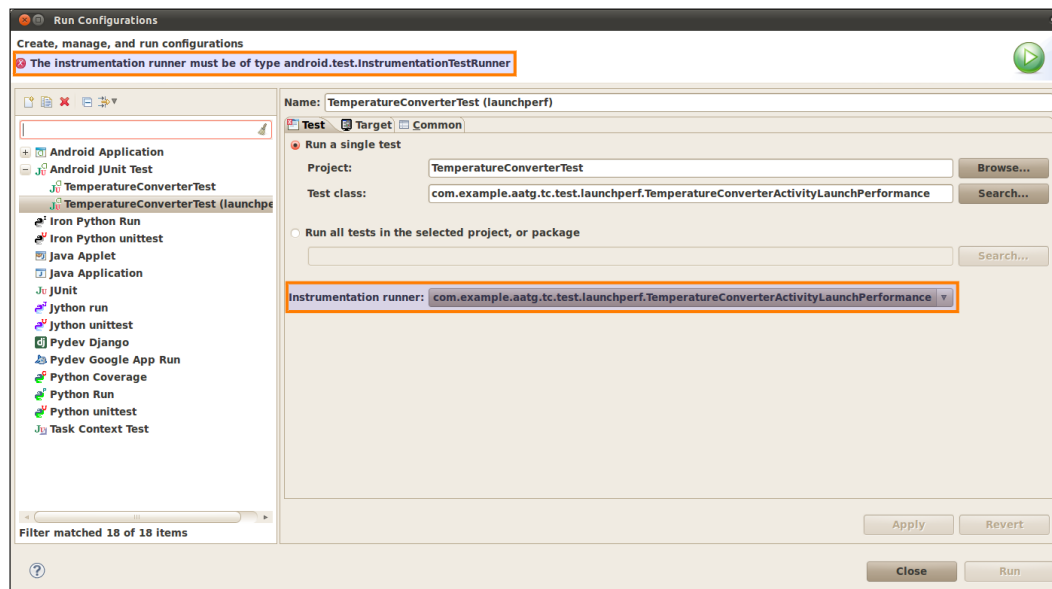 Run Configurations
Create, manage, and run configurations
The instrumentation runner must be of type android.test.InstrumentationTestRunner
Name: TemperatureConverterTest (launchperf)
Test Target Common
Run a single test
Project: TemperatureConverterTest Browse...
Test class: com.example.aatg.tc.test.launchperf.TemperatureConverterActivityLaunchPerformance Search...
Run all tests in the selected project, or package
Search...
Instrumentation runner: com.example.aatg.tc.test.launchperf.TemperatureConverterActivityLaunchPerformance
Android Application
Android JUnit Test
TemperatureConverterTest
TemperatureConverterTest (launchpe
Iron Python Run
Iron Python unittest
Java Applet
Java Application
JUnit
Jython run
Jython unittest
Pydev Django
Pydev Google App Run
Python Coverage
Python Run
Python unittest
Task Context Test
Filter matched 18 of 18 items
Apply Revert
Close Run